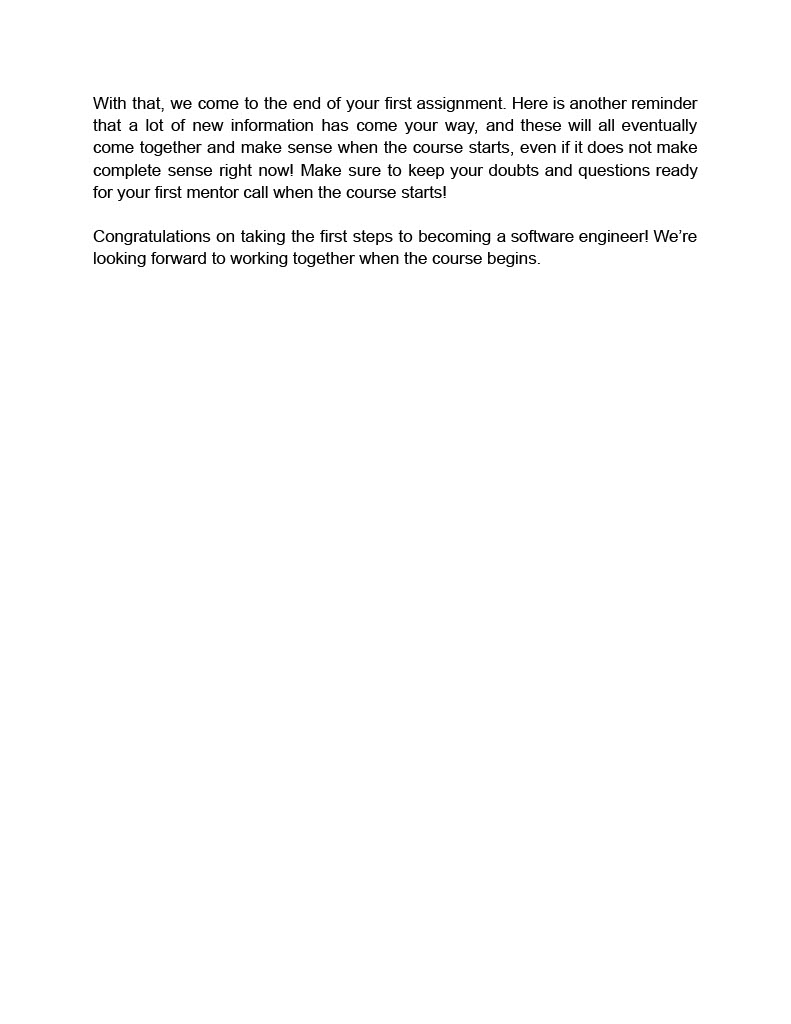 With that, we come to the end of your first assignment. Here is another reminder
that a lot of new information has come your way, and these will all eventually
come together and make sense when the course starts, even if it does not make
complete sense right now! Make sure to keep your doubts and questions ready
for your first mentor call when the course starts!
Congratulations on taking the first steps to becoming a software engineer! We’re
looking forward to working together when the course begins.